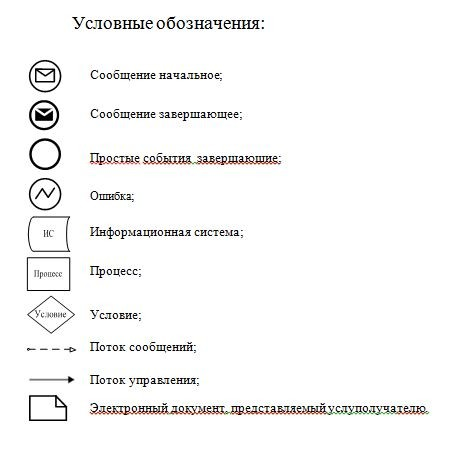 Условные обозначения:
Сообщение начальное;
Сообщение завершающее;
Простые события завершающие;
Ошибка;
ИС Информационная система;
Процесс Процесс;
Условие Условие;
Поток сообщений;
Поток управления;
Электронный документ, представляемый услуполучателю